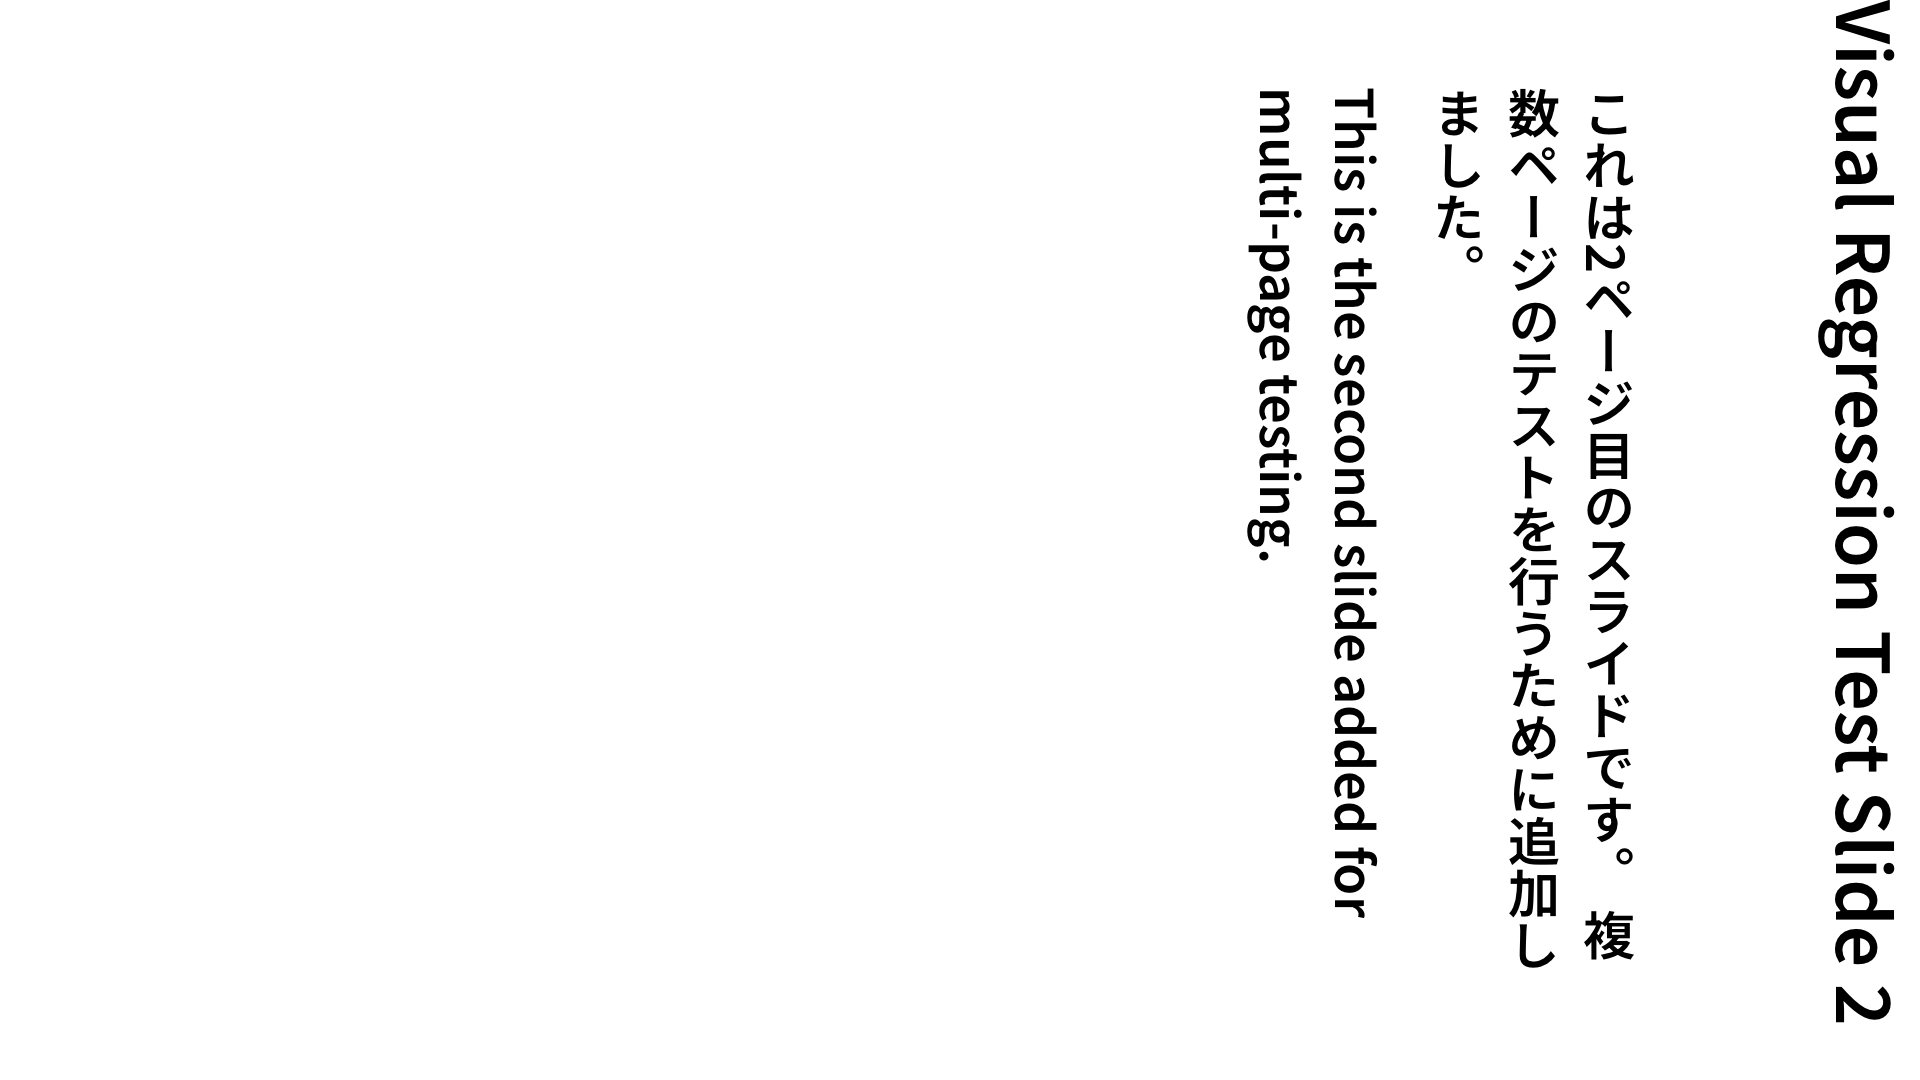 Visual Regression Test Slide 2
これは2ページ目のスライドです。 複
数ページのテストを行うために追加し
ました。
This is the second slide added for
multi-page testing.